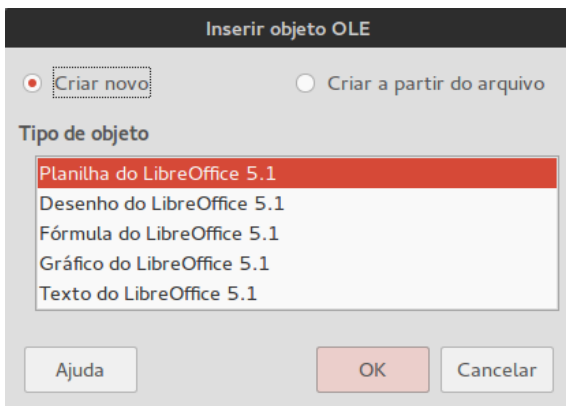 Inserir objeto OLE
Criar novo
Criar a partir do arquivo
Tipo de objeto
Planilha do LibreOffice 5.1
Desenho do LibreOffice 5.1
Fórmula do LibreOffice 5.1
Gráfico do LibreOffice 5.1
Texto do LibreOffice 5.1
Ajuda
OK
Cancelar